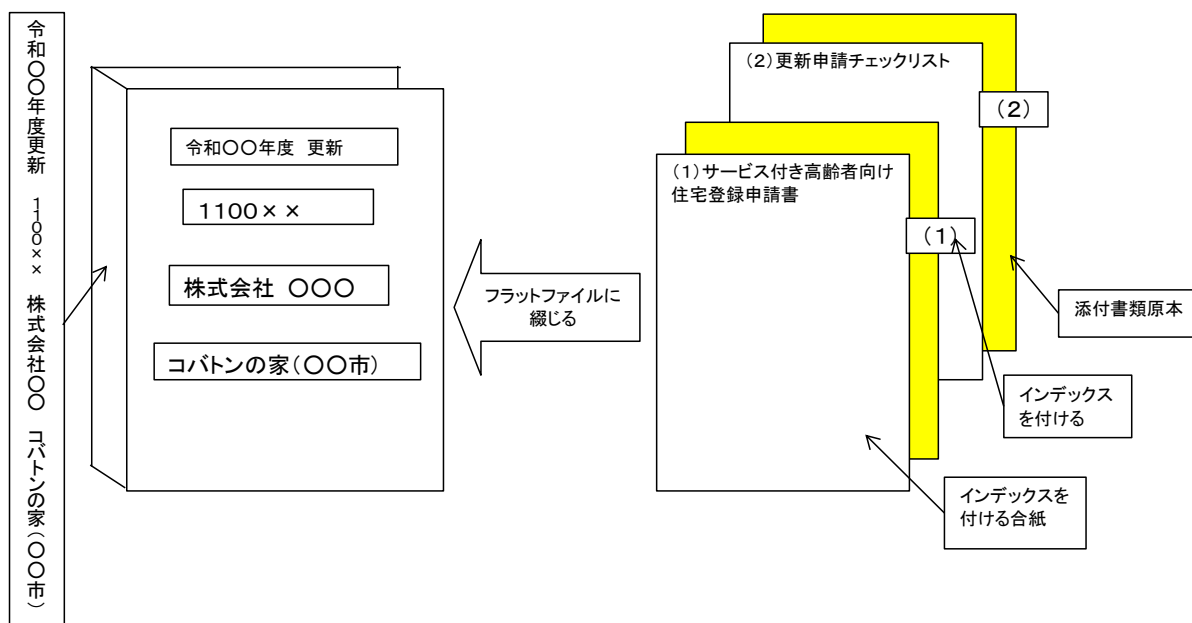 令和〇〇年度更新　1100××　株式会社〇〇　コバトンの家(〇〇市)
令和〇〇年度 更新
1100××
株式会社 〇〇〇
コバトンの家(〇〇市)
フラットファイルに
綴じる
(2)更新申請チェックリスト
(2)
(1)サービス付き高齢者向け
住宅登録申請書
(1)
添付書類原本
インデックス
を付ける
インデックスを
付ける合紙